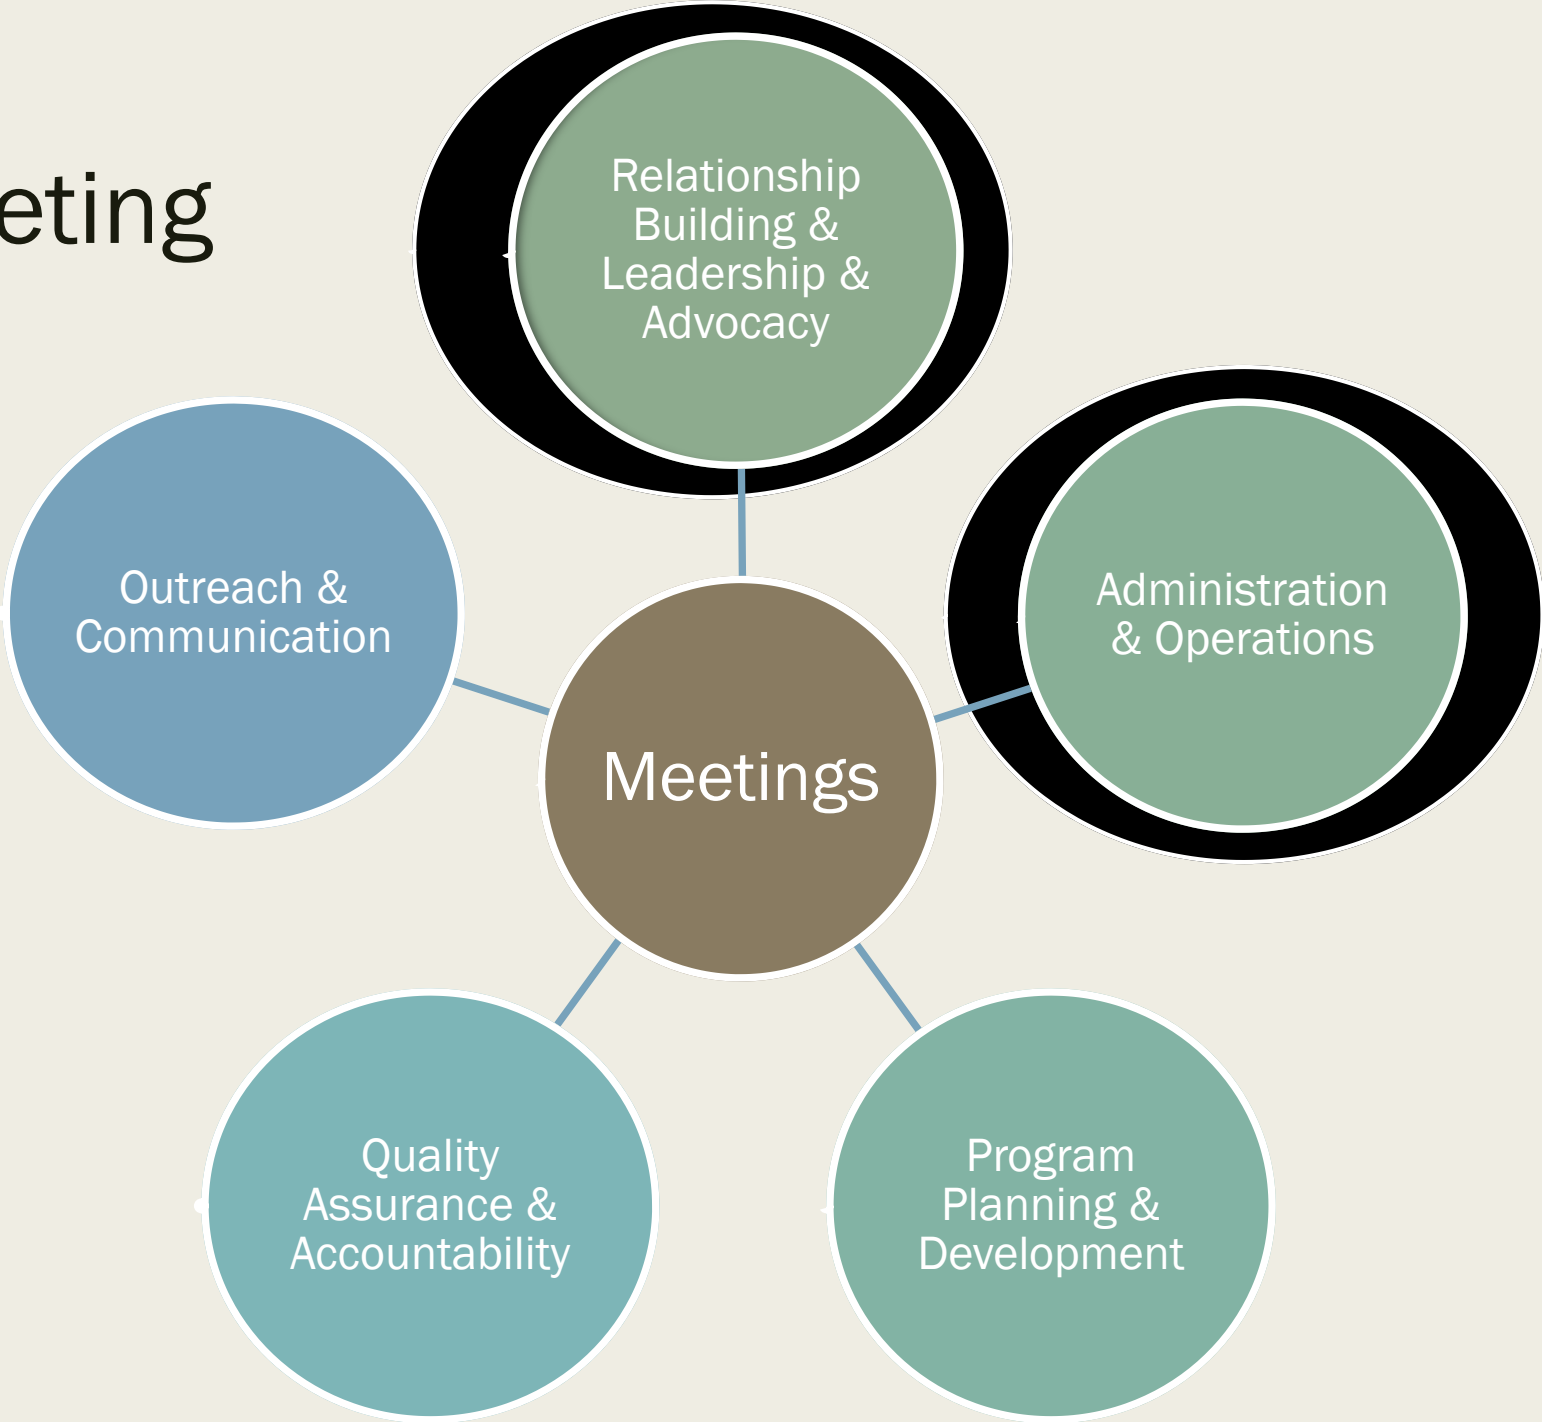 eting
Relationship
Building &
Leadership &
Advocacy
Outreach &
Communication
Administration
& Operations
Meetings
Quality
Assurance &
Accountability
Program
Planning &
Development